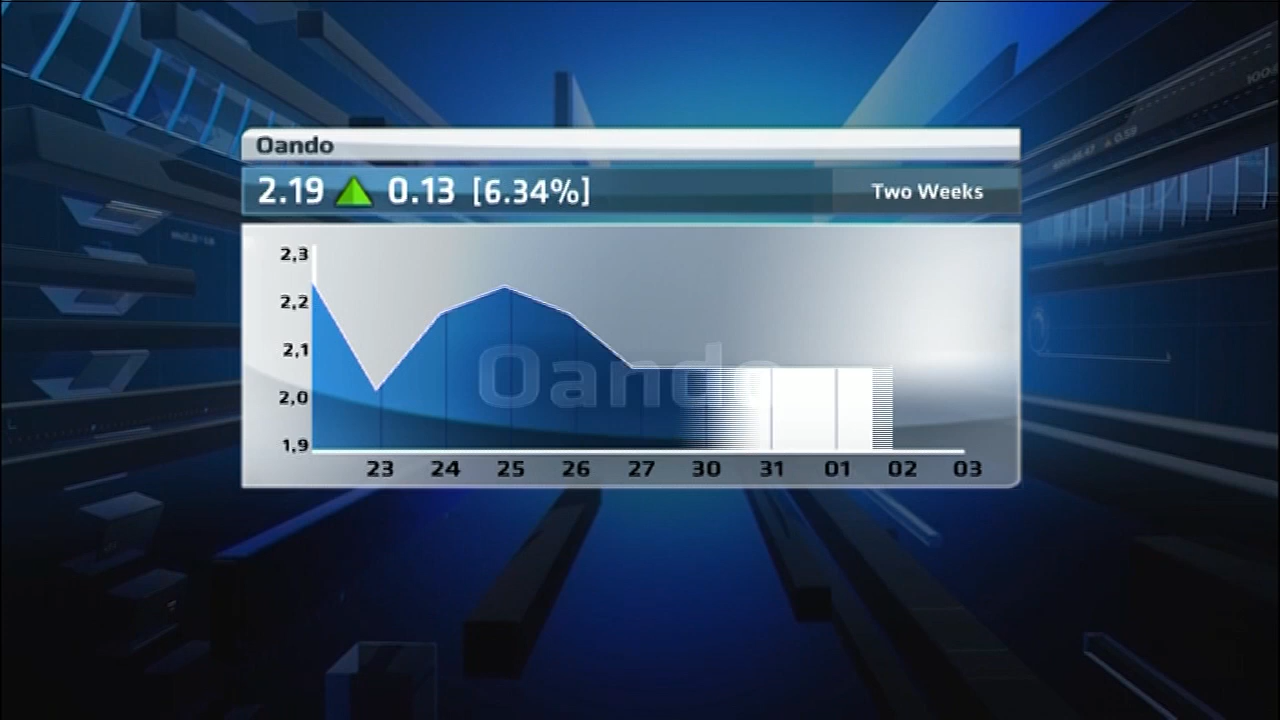 Oando
2.19 0.13 [6.34%]
Two Weeks
2,3
2,2
2,1
2,0
1,9
Oando
23 24 25 26 27 30 31 01 02 03